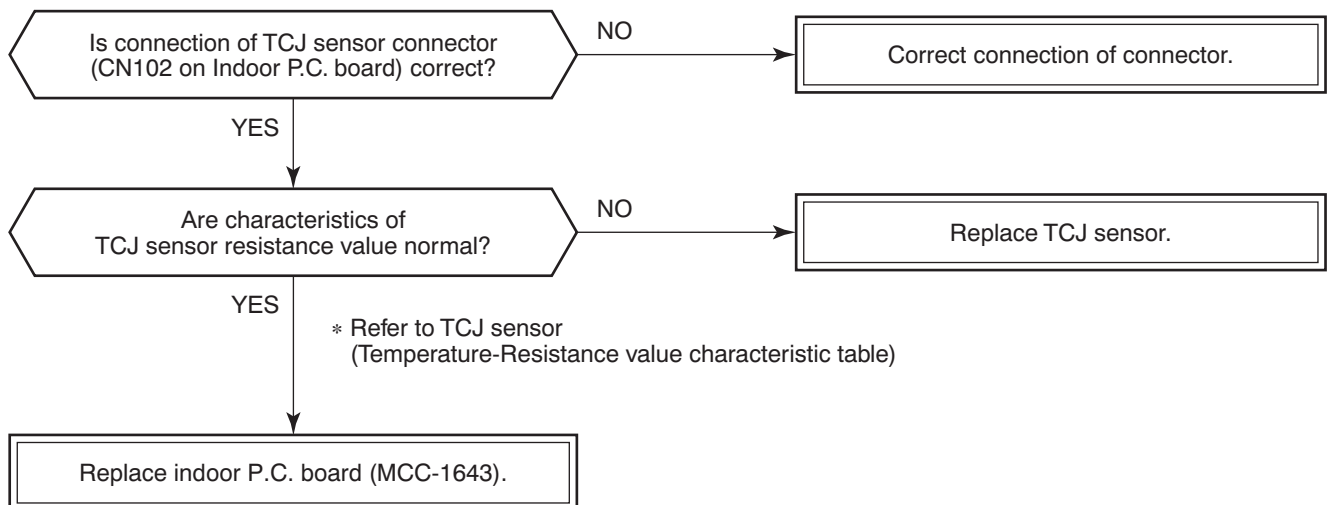 Is connection of TCJ sensor connector
(CN102 on Indoor P.C. board) correct?
NO
Correct connection of connector.
YES
Are characteristics of
TCJ sensor resistance value normal?
NO
Replace TCJ sensor.
YES
* Refer to TCJ sensor
(Temperature-Resistance value characteristic table)
Replace indoor P.C. board (MCC-1643).